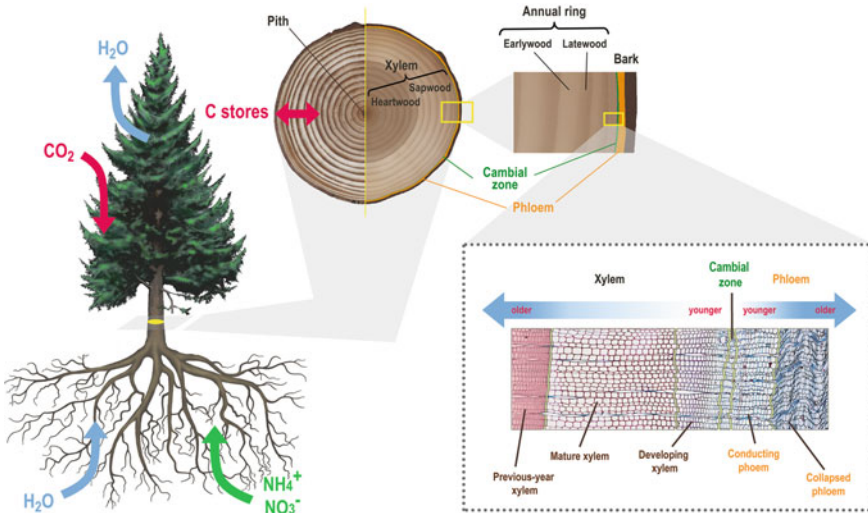 H₂O
CO₂
H₂O
NH₄⁺
NO₃⁻
Pith
C stores
Xylem
Sapwood
Heartwood
Annual ring
Earlywood Latewood
Bark
Cambial
zone
Phloem
Xylem
Cambial
zone
Phloem
older younger younger older
Previous-year
xylem
Mature xylem
Developing
xylem
Conducting
phoem
Collapsed
phloem